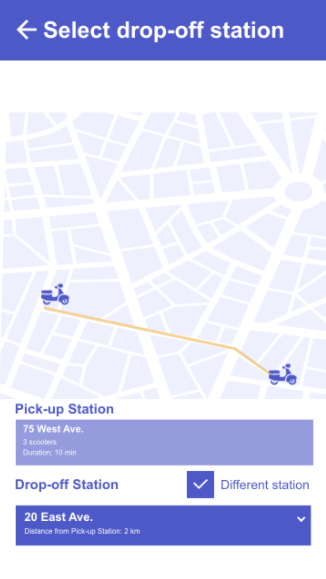 Select drop-off station
Pick-up Station
75 West Ave.
3 scooters
Duration: 10 min
Drop-off Station
Different station
20 East Ave.
Distance from Pick-up Station: 2 km